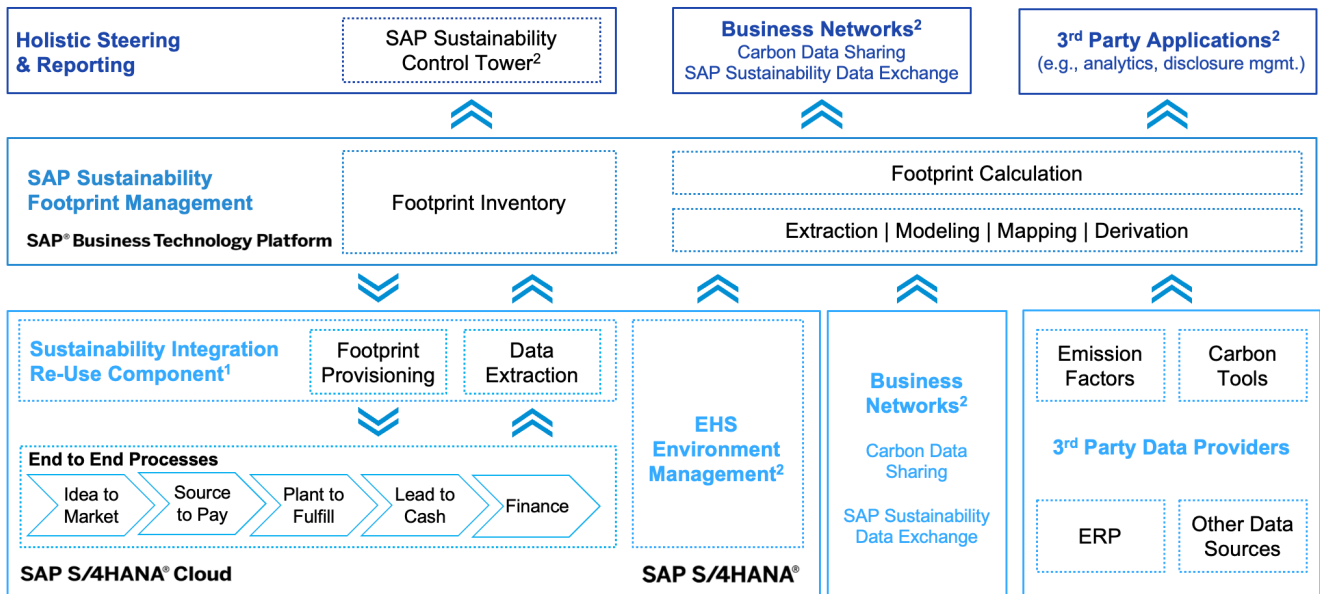 Holistic Steering
& Reporting
SAP Sustainability
Control Tower²
Business Networks²
Carbon Data Sharing
SAP Sustainability Data Exchange
3rd Party Applications²
(e.g., analytics, disclosure mgmt.)
SAP Sustainability
Footprint Management
SAP® Business Technology Platform
Footprint Inventory
Footprint Calculation
Extraction | Modeling | Mapping | Derivation
Sustainability Integration
Re-Use Component¹
Footprint
Provisioning
Data
Extraction
End to End Processes
Idea to
Market
Source
to Pay
Plant to
Fulfill
Lead to
Cash
Finance
SAP S/4HANA® Cloud
EHS
Environment
Management²
SAP S/4HANA®
Business
Networks²
Carbon Data
Sharing
SAP Sustainability
Data Exchange
Emission
Factors
Carbon
Tools
3rd Party Data Providers
ERP
Other Data
Sources